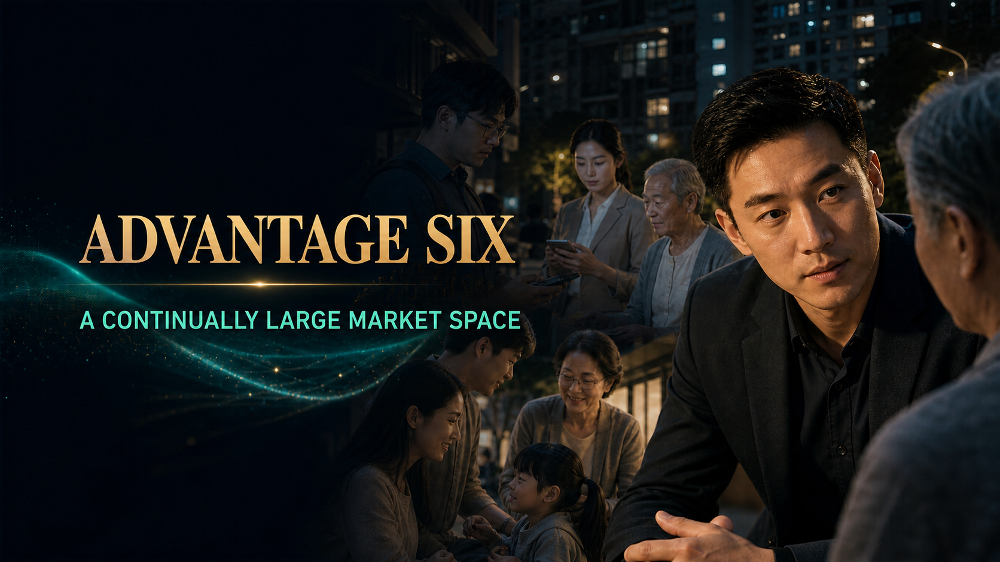 ADVANTAGE SIX
A CONTINUALLY LARGE MARKET SPACE